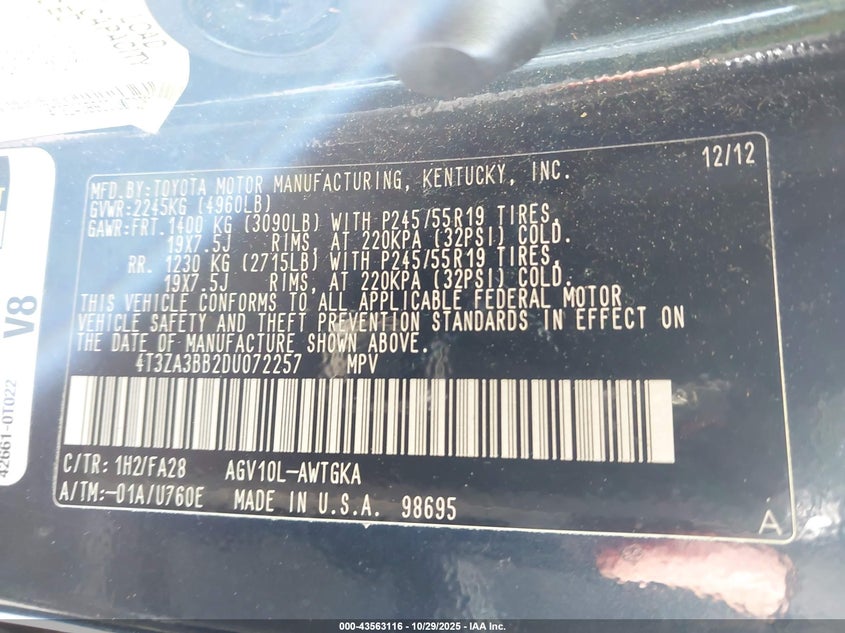 12/12
MFD.BY:TOYOTA MOTOR MANUFACTURING, KENTUCKY, INC.
GVWR:2245KG (4960LB)
GAWR:FRT.1400 KG (3090LB) WITH P245/55R19 TIRES,
19X7.5J RIMS, AT 220KPA (32PSI) COLD.
RR. 1230 KG (2715LB) WITH P245/55R19 TIRES,
19X7.5J RIMS, AT 220KPA (32PSI) COLD.
THIS VEHICLE CONFORMS TO ALL APPLICABLE FEDERAL MOTOR
VEHICLE SAFETY AND THEFT PREVENTION STANDARDS IN EFFECT ON
THE DATE OF MANUFACTURE SHOWN ABOVE.
4T3ZA3BB2DU072257 MPV
C/TR: 1H2/FA28 AGV10L-AWTGKA
A/TM:-01A/U760E MADE IN U.S.A. 98695
A
V8
42661-0T022
000-43563116 - 10/29/2025 - IAA Inc.